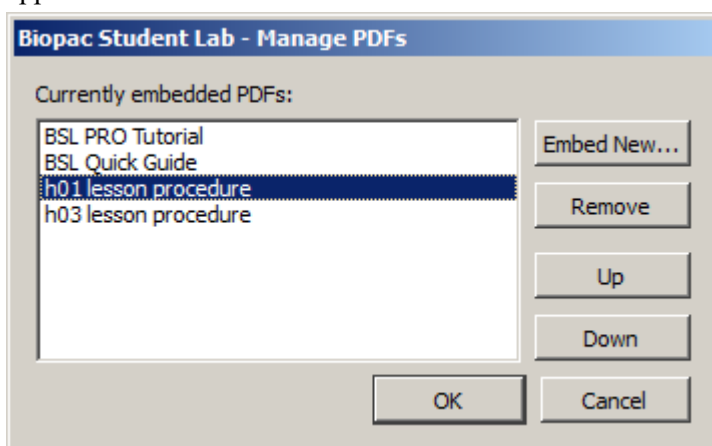 Biopac Student Lab - Manage PDFs
Currently embedded PDFs:
BSL PRO Tutorial
BSL Quick Guide
h01 lesson procedure
h03 lesson procedure
Embed New...
Remove
Up
Down
OK
Cancel